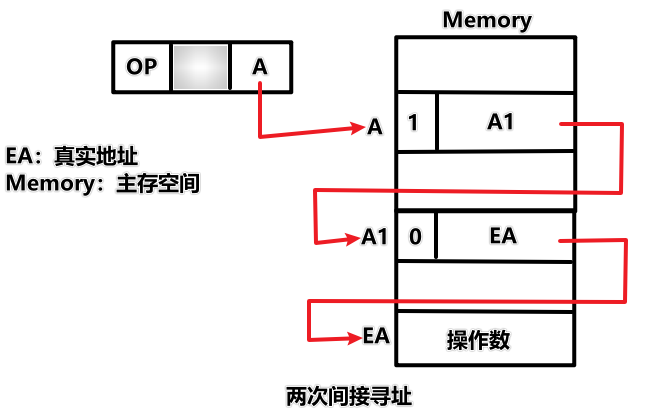 Memory
OP A
A 1 A1
EA：真实地址
Memory：主存空间
A1 0 EA
EA 操作数
两次间接寻址